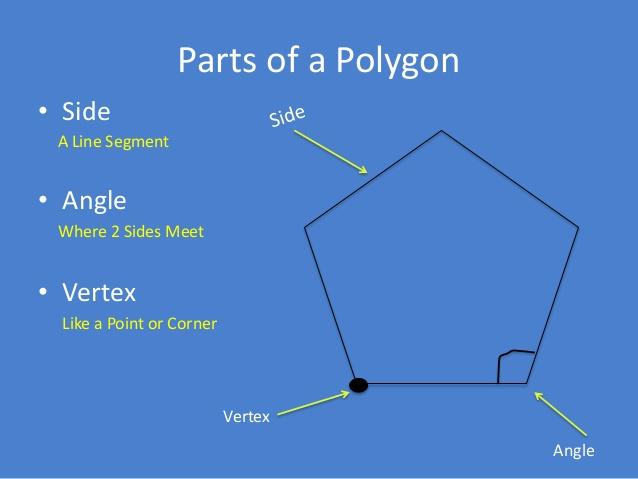 Parts of a Polygon
• Side
A Line Segment
• Angle
Where 2 Sides Meet
• Vertex
Like a Point or Corner
Side
Vertex
Angle